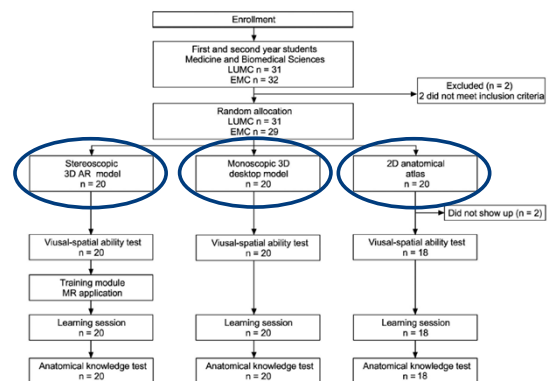 Enrollment
First and second year students
Medicine and Biomedical Sciences
LUMC n = 31
EMC n = 32
Excluded (n = 2)
2 did not meet inclusion criteria
Random allocation
LUMC n = 31
EMC n = 29
Stereoscopic
3D AR model
n = 20
Monoscopic 3D
desktop model
n = 20
2D anatomical
atlas
n = 20
Did not show up (n = 2)
Viusal-spatial ability test
n = 20
Viusal-spatial ability test
n = 20
Viusal-spatial ability test
n = 18
Training module
MR application
Learning session
n = 20
Learning session
n = 20
Learning session
n = 18
Anatomical knowledge test
n = 20
Anatomical knowledge test
n = 20
Anatomical knowledge test
n = 18